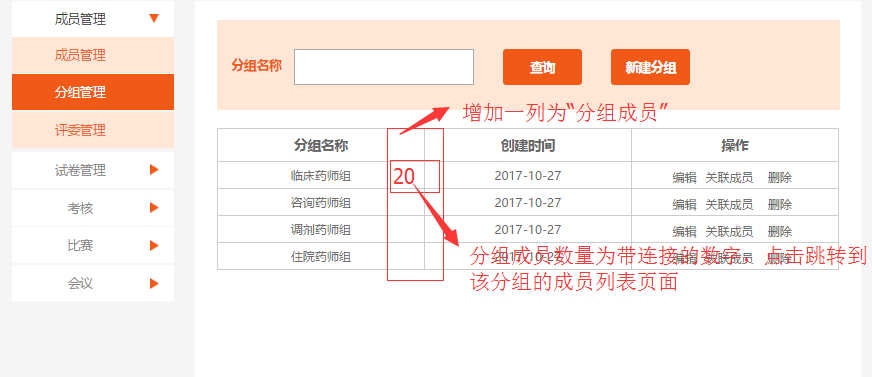 成员管理
成员管理
分组管理
评委管理
试卷管理
考核
比赛
会议
分组名称 查询 新建分组
增加一列为“分组成员”
分组名称 创建时间 操作
临床药师组 20 2017-10-27 编辑 关联成员 删除
咨询药师组 2017-10-27 编辑 关联成员 删除
调剂药师组 2017-10-27 编辑 关联成员 删除
住院药师组 2017-10-27 编辑 关联成员 删除
分组成员数量为带连接的数字，点击跳转到
该分组的成员列表页面